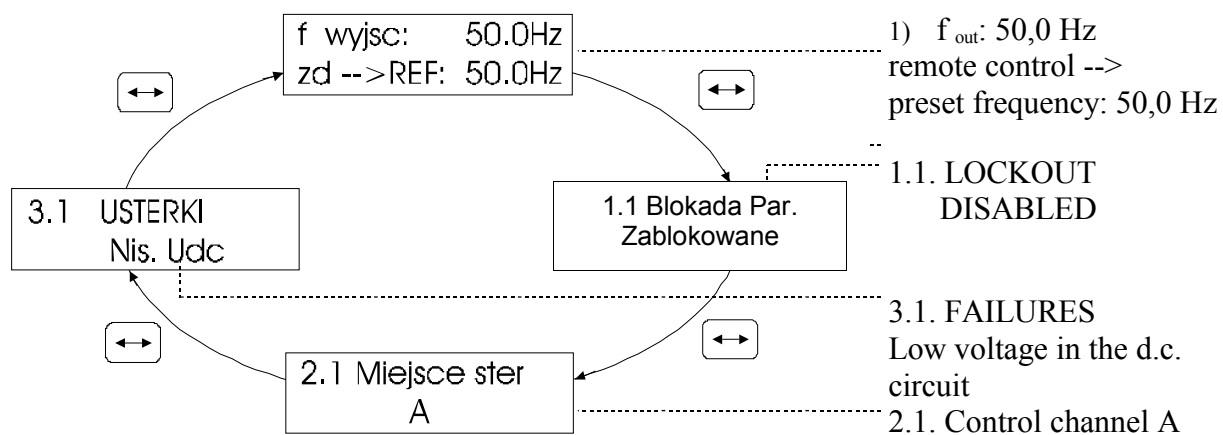 f wyjsc: 50.0Hz
zd -->REF: 50.0Hz
1) f out: 50,0 Hz
remote control -->
preset frequency: 50,0 Hz
1.1 Blokada Par.
Zablokowane
1.1. LOCKOUT
DISABLED
3.1 USTERKI
Nis. Udc
3.1. FAILURES
Low voltage in the d.c.
circuit
2.1 Miejsce ster
A
2.1. Control channel A